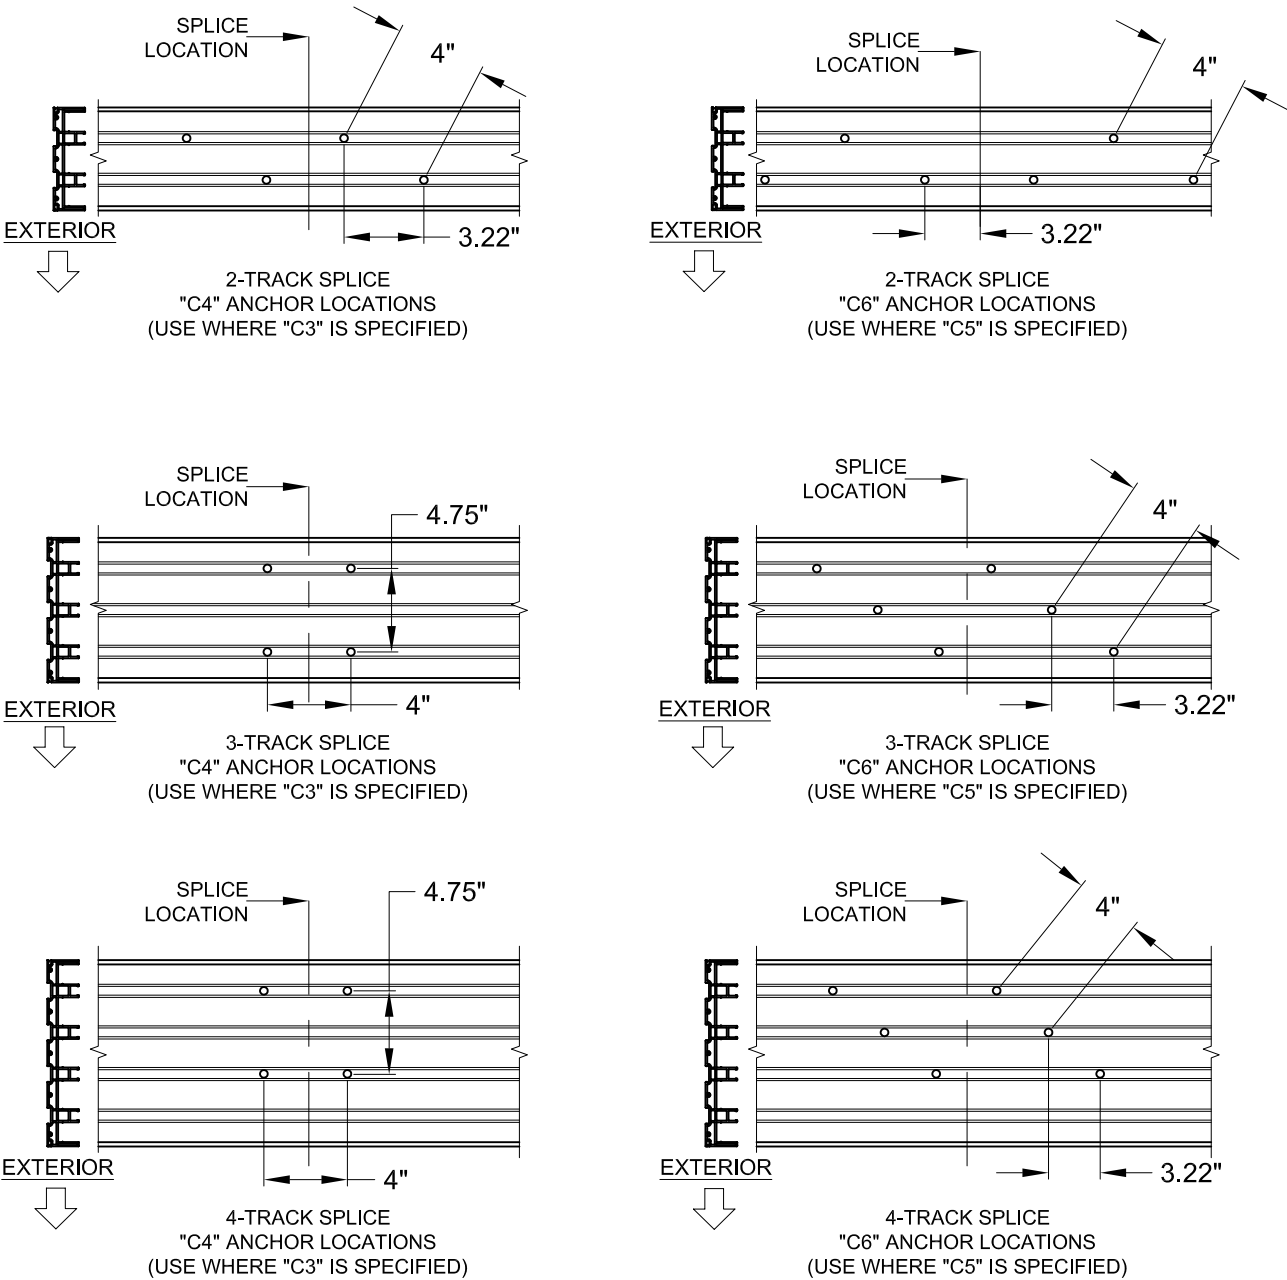 SPLICE
LOCATION
4"
EXTERIOR
3.22"
2-TRACK SPLICE
"C4" ANCHOR LOCATIONS
(USE WHERE "C3" IS SPECIFIED)
SPLICE
LOCATION
4"
EXTERIOR
3.22"
2-TRACK SPLICE
"C6" ANCHOR LOCATIONS
(USE WHERE "C5" IS SPECIFIED)
SPLICE
LOCATION
4.75"
EXTERIOR
4"
3-TRACK SPLICE
"C4" ANCHOR LOCATIONS
(USE WHERE "C3" IS SPECIFIED)
SPLICE
LOCATION
4"
EXTERIOR
3.22"
3-TRACK SPLICE
"C6" ANCHOR LOCATIONS
(USE WHERE "C5" IS SPECIFIED)
SPLICE
LOCATION
4.75"
EXTERIOR
4"
4-TRACK SPLICE
"C4" ANCHOR LOCATIONS
(USE WHERE "C3" IS SPECIFIED)
SPLICE
LOCATION
4"
EXTERIOR
3.22"
4-TRACK SPLICE
"C6" ANCHOR LOCATIONS
(USE WHERE "C5" IS SPECIFIED)